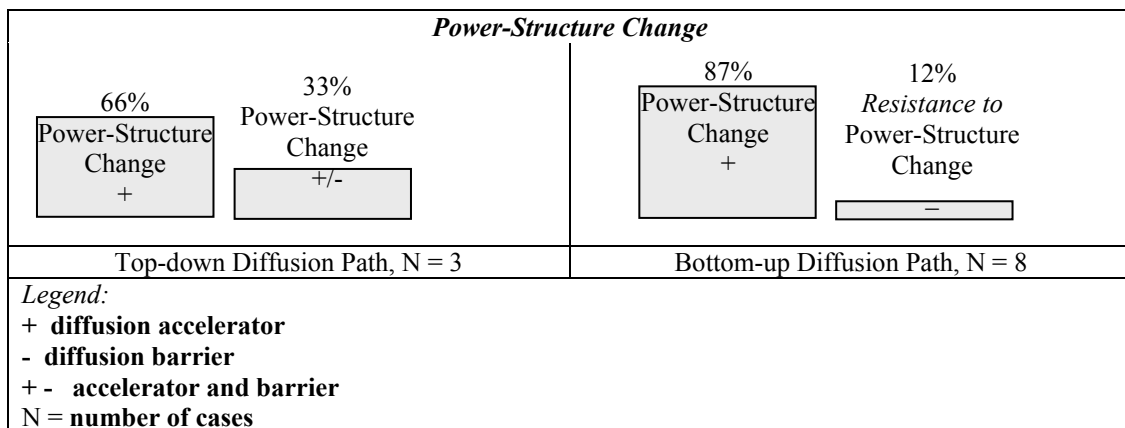 Power-Structure Change
66%
Power-Structure
Change
+
33%
Power-Structure
Change
+/-
87%
Power-Structure
Change
+
12%
Resistance to
Power-Structure
Change
–
Top-down Diffusion Path, N = 3
Bottom-up Diffusion Path, N = 8
Legend:
+ diffusion accelerator
- diffusion barrier
+ - accelerator and barrier
N = number of cases